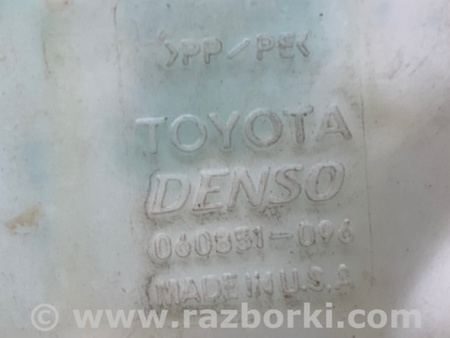 >PP/PE<
TOYOTA
DENSO
060851-096
MADE IN U.S.A
© www.razborki.com